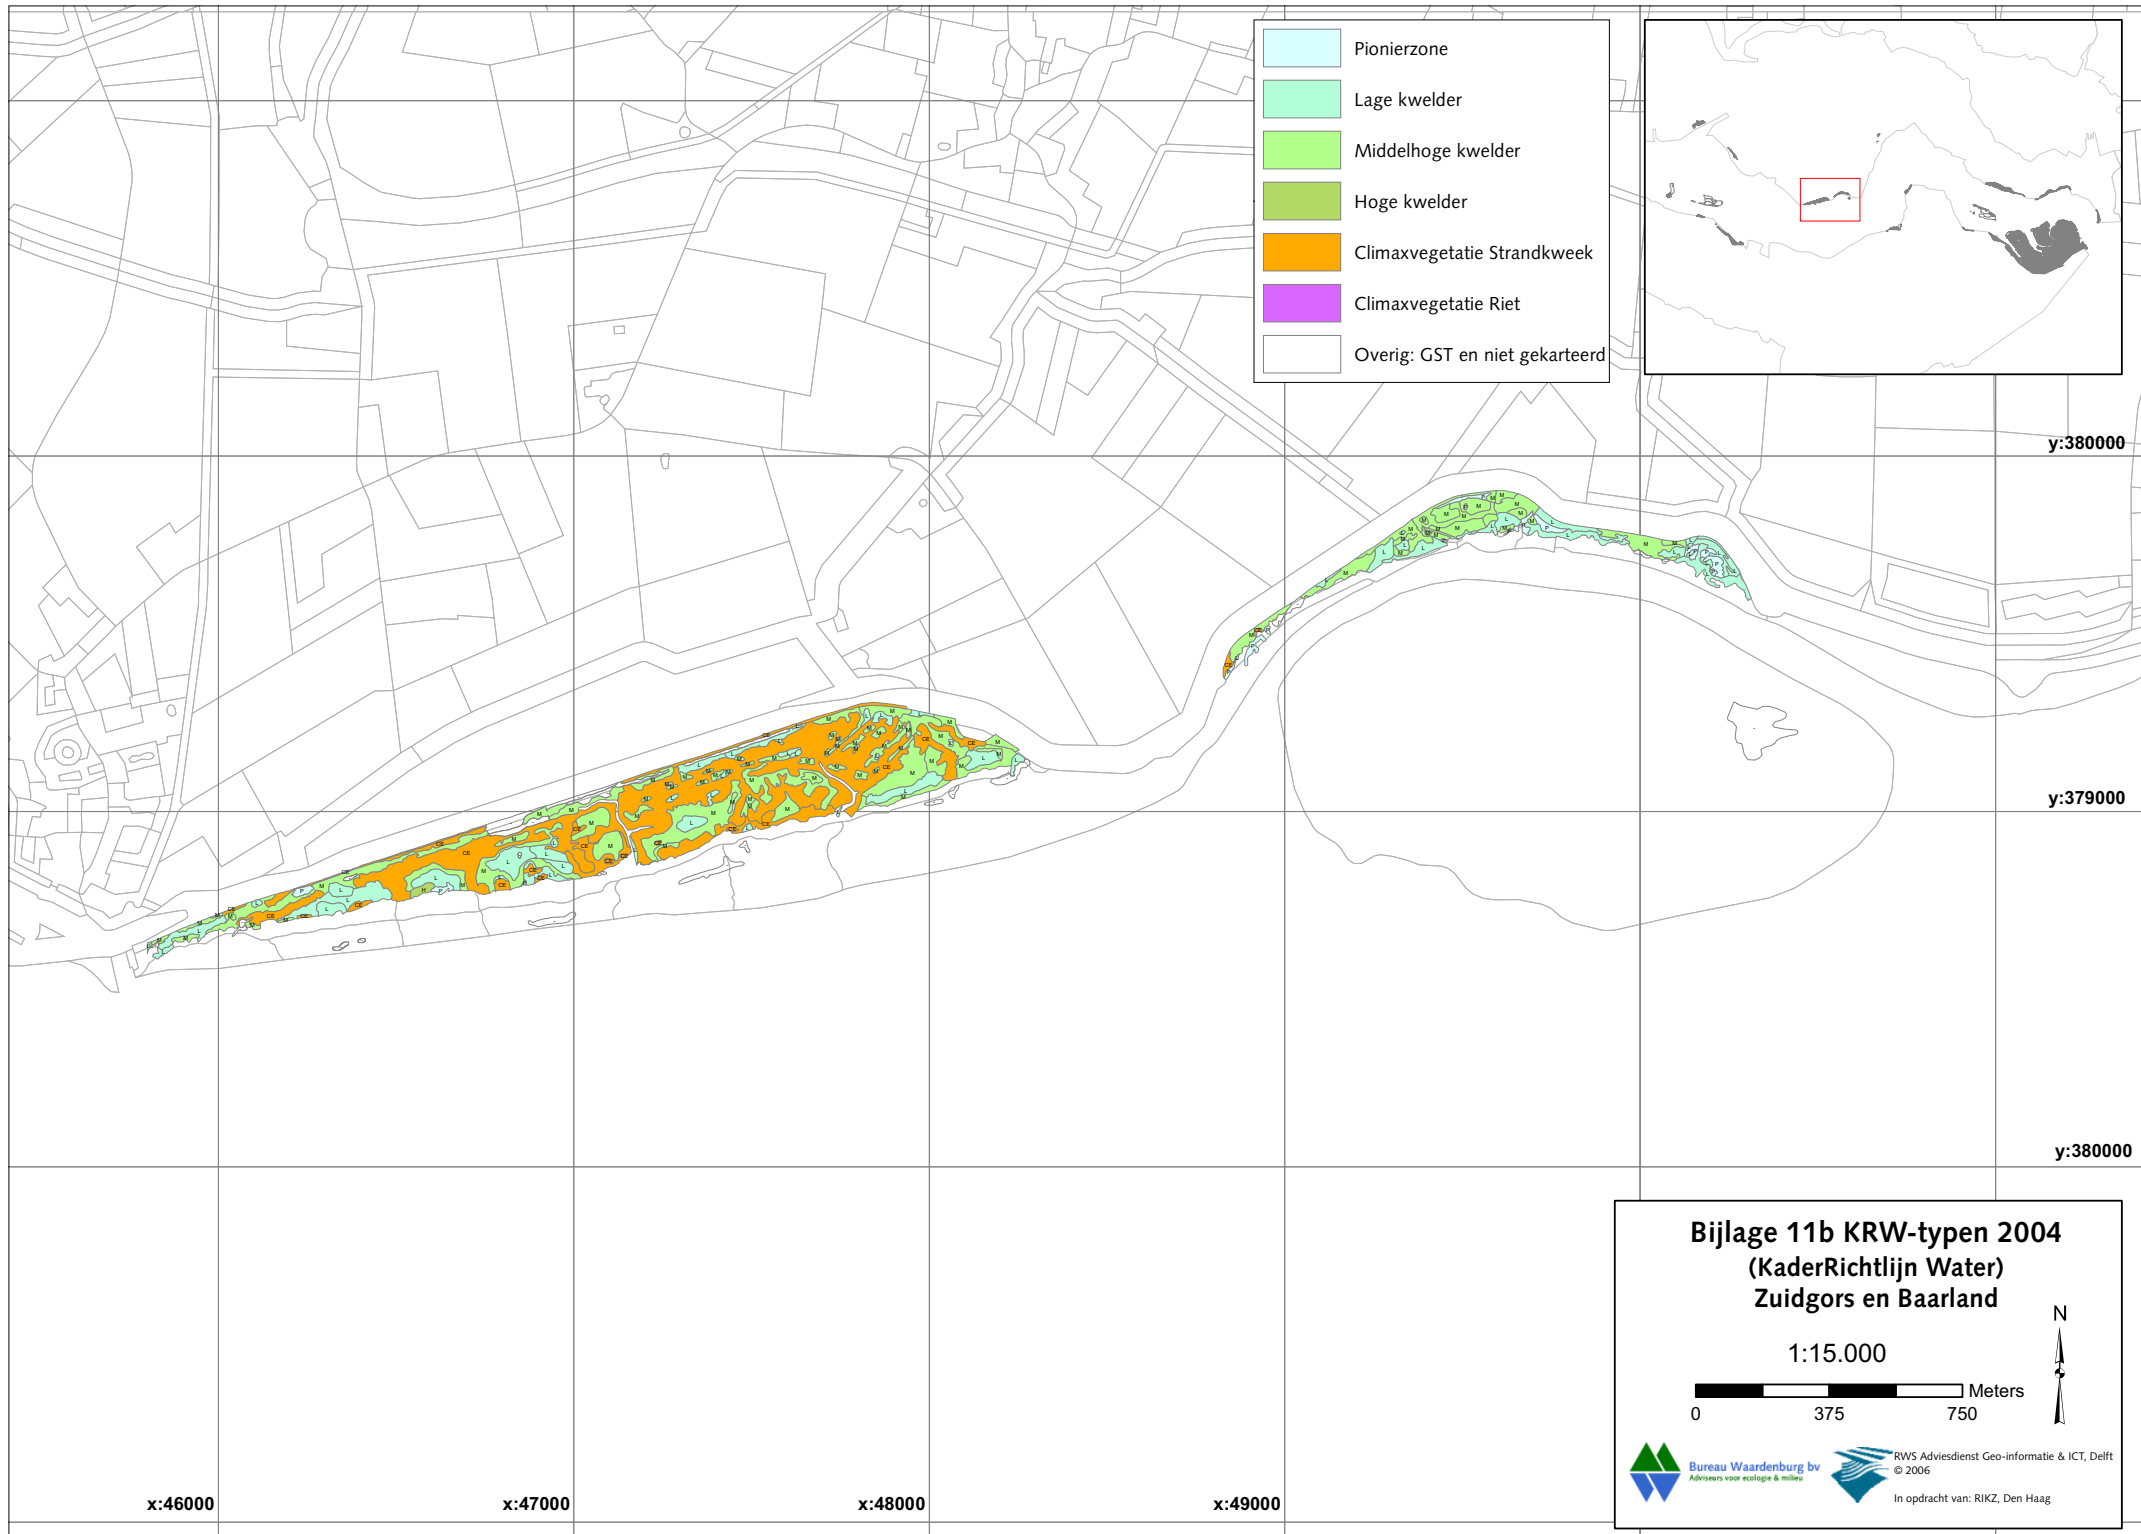 Pionierzone
Lage kwelder
Middelhoge kwelder
Hoge kwelder
Climaxvegetatie Strandkweek
Climaxvegetatie Riet
Overig: GST en niet gekarteerd
y:380000
y:379000
y:380000
x:46000
x:47000
x:48000
x:49000
Bijlage 11b KRW-typen 2004
(KaderRichtlijn Water)
Zuidgors en Baarland
N
1:15.000
Meters
0 375 750
Bureau Waardenburg bv
Adviseurs voor ecologie & milieu
RWS Adviesdienst Geo-informatie & ICT, Delft
© 2006
In opdracht van: RIKZ, Den Haag